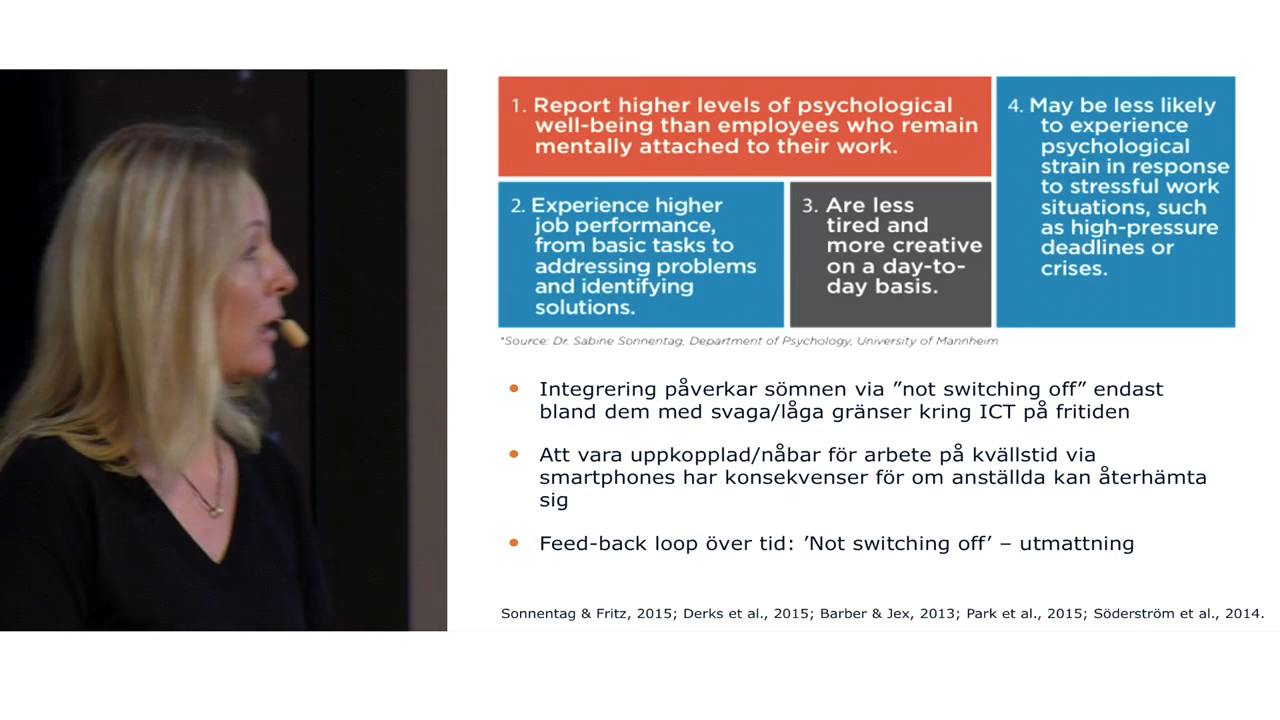 1. Report higher levels of psychological
well-being than employees who remain
mentally attached to their work.
2. Experience higher
job performance,
from basic tasks to
addressing problems
and identifying
solutions.
3. Are less
tired and
more creative
on a day-to-
day basis.
4. May be less likely
to experience
psychological
strain in response
to stressful work
situations, such
as high-pressure
deadlines or
crises.
*Source: Dr. Sabine Sonnentag, Department of Psychology, University of Mannheim
• Integrering påverkar sömnen via ”not switching off” endast
bland dem med svaga/låga gränser kring ICT på fritiden
• Att vara uppkopplad/nåbar för arbete på kvällstid via
smartphones har konsekvenser för om anställda kan återhämta
sig
• Feed-back loop över tid: ’Not switching off’ – utmattning
Sonnentag & Fritz, 2015; Derks et al., 2015; Barber & Jex, 2013; Park et al., 2015; Söderström et al., 2014.